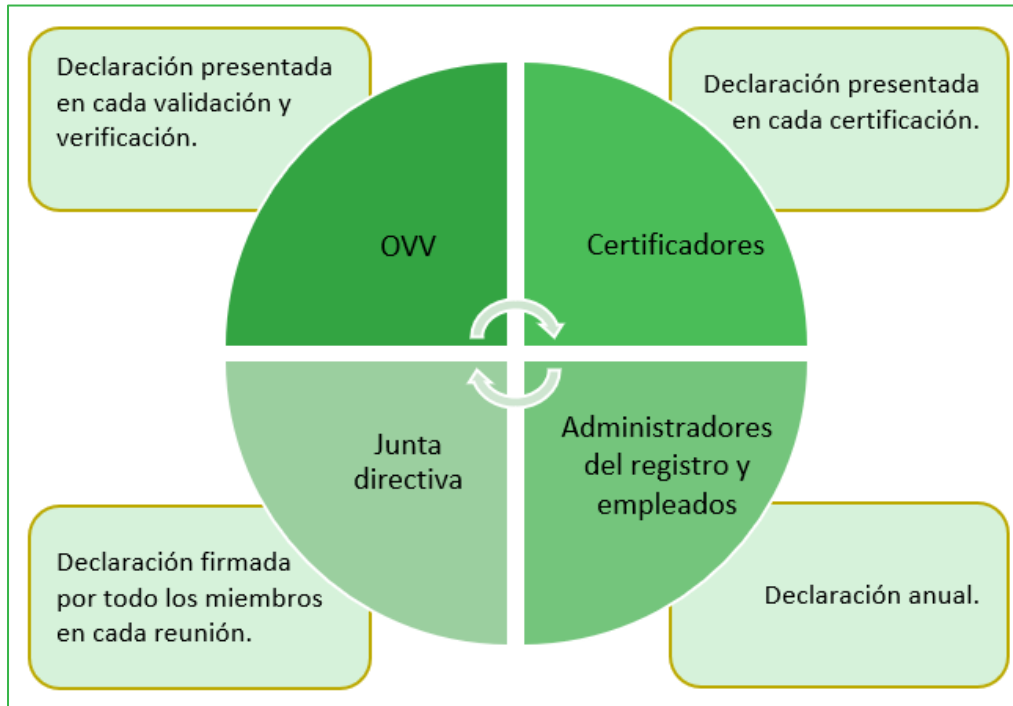 Declaración presentada
en cada validación y
verificación.
Declaración presentada
en cada certificación.
OVV
Certificadores
Junta
directiva
Administradores
del registro y
empleados
Declaración firmada
por todo los miembros
en cada reunión.
Declaración anual.